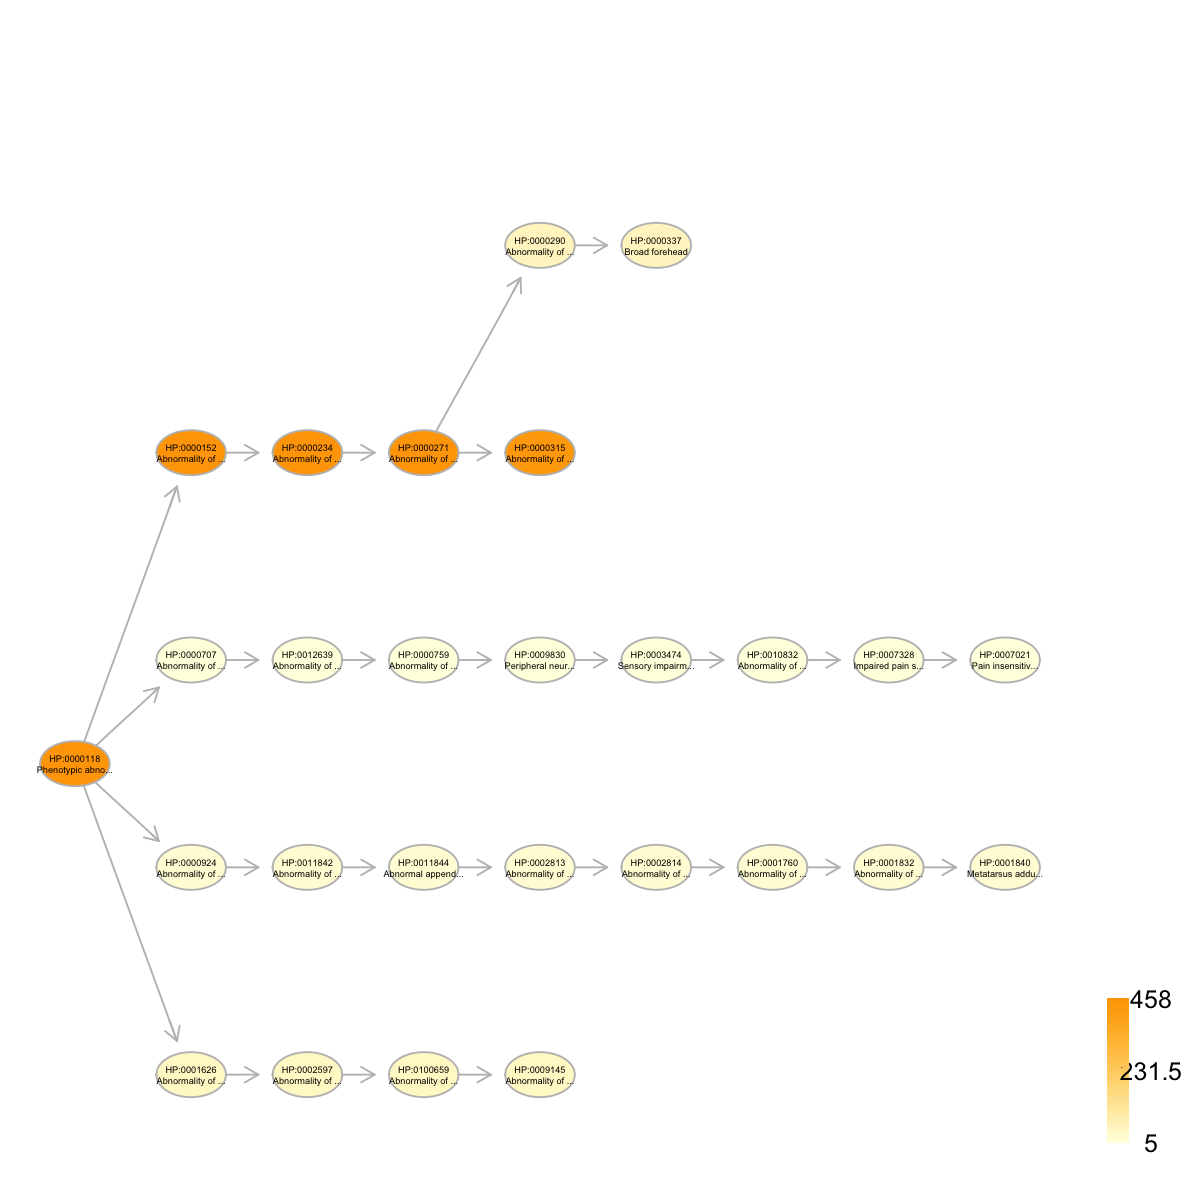 HP:0000290
Abnormality of ...
HP:0000337
Broad forehead
HP:0000152
Abnormality of ...
HP:0000234
Abnormality of ...
HP:0000271
Abnormality of ...
HP:0000315
Abnormality of ...
HP:0000707
Abnormality of ...
HP:0012639
Abnormality of ...
HP:0000759
Abnormality of ...
HP:0009830
Peripheral neur...
HP:0003474
Sensory impairm...
HP:0010832
Abnormality of ...
HP:0007328
Impaired pain s...
HP:0007021
Pain insensitiv...
HP:0000118
Phenotypic abno...
HP:0000924
Abnormality of ...
HP:0011842
Abnormality of ...
HP:0011844
Abnormal append...
HP:0002813
Abnormality of ...
HP:0002814
Abnormality of ...
HP:0001760
Abnormality of ...
HP:0001832
Abnormality of ...
HP:0001840
Metatarsus addu...
HP:0001626
Abnormality of ...
HP:0002597
Abnormality of ...
HP:0100659
Abnormality of ...
HP:0009145
Abnormality of ...
458
231.5
5